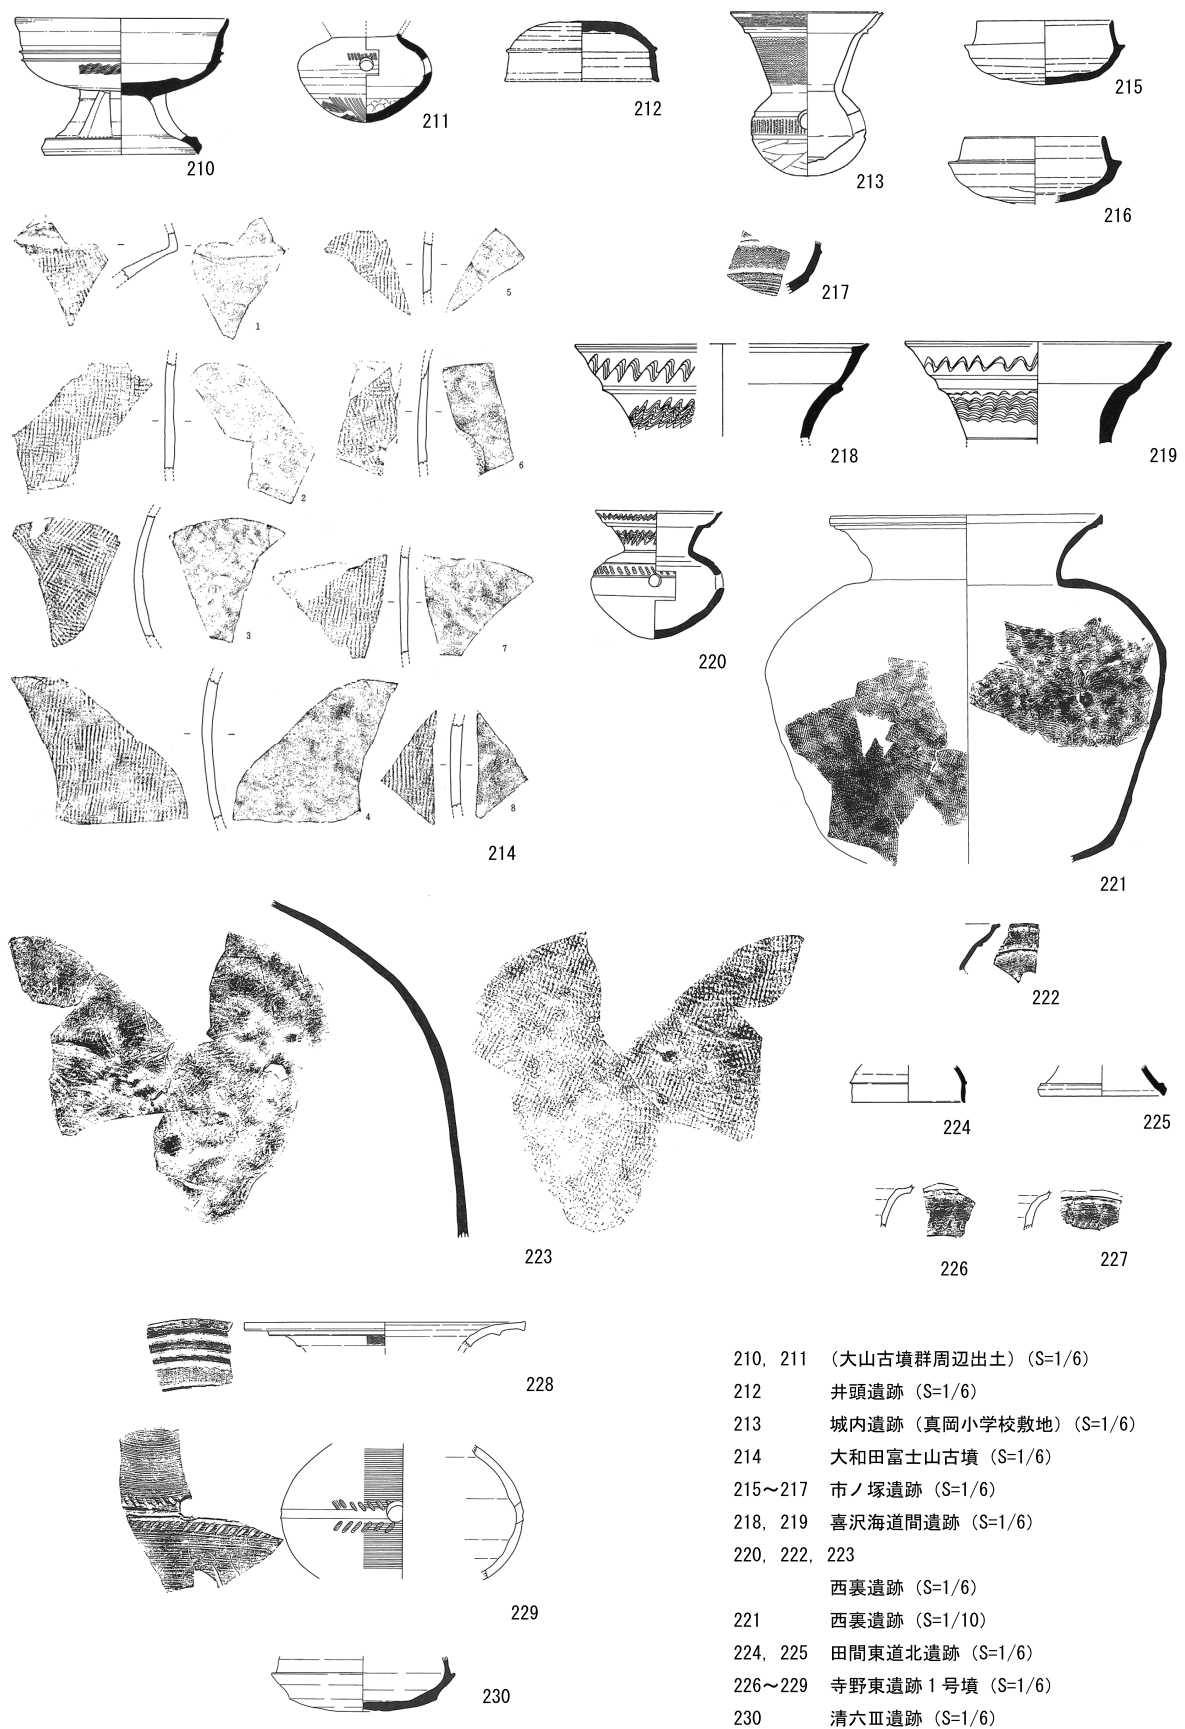 210
211
212
213
215
216
217
1
5
2
6
3
7
4
8
214
218
219
220
221
222
223
224
225
226
227
228
229
230
210, 211 (大山古墳群周辺出土)(S=1/6)
212 井頭遺跡(S=1/6)
213 城内遺跡(真岡小学校敷地)(S=1/6)
214 大和田富士山古墳(S=1/6)
215～217 市ノ塚遺跡(S=1/6)
218, 219 喜沢海道間遺跡(S=1/6)
220, 222, 223
西裏遺跡(S=1/6)
221 西裏遺跡(S=1/10)
224, 225 田間東道北遺跡(S=1/6)
226～229 寺野東遺跡1号墳(S=1/6)
230 清六Ⅲ遺跡(S=1/6)